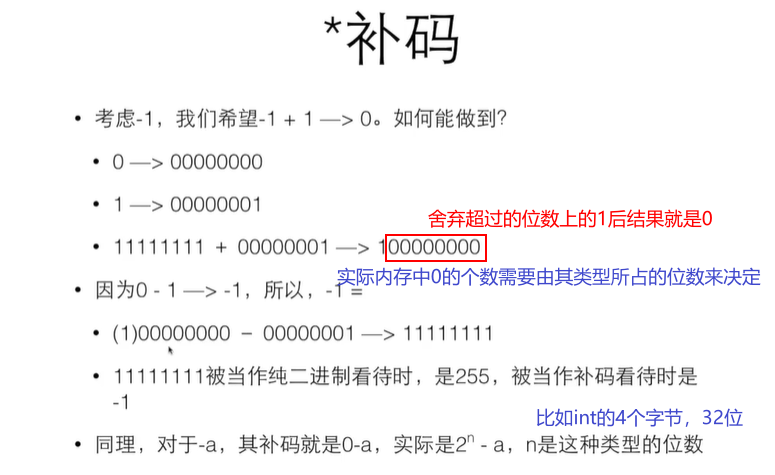 *补码
• 考虑-1，我们希望-1 + 1 —> 0。如何能做到？
• 0 —> 00000000
• 1 —> 00000001
舍弃超过的位数上的1后结果就是0
• 11111111 + 00000001 —> 100000000
实际内存中0的个数需要由其类型所占的位数来决定
• 因为0 - 1 —> -1，所以，-1 =
• (1)00000000 – 00000001 —> 11111111
• 11111111被当作纯二进制看待时，是255，被当作补码看待时是
-1
比如int的4个字节，32位
• 同理，对于-a，其补码就是0-a，实际是2ⁿ - a，n是这种类型的位数